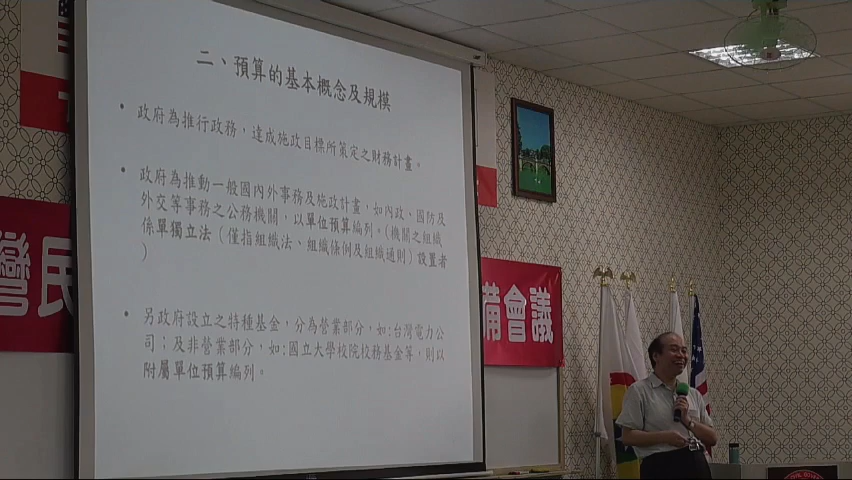 二、預算的基本概念及規模
• 政府為推行政務，達成施政目標所策定之財務計畫。
• 政府為推動一般國內外事務及施政計畫，如內政、國防及
外交等事務之公務機關，以單位預算編列。(機關之組織
係單獨立法（僅指組織法、組織條例及組織通則）設置者
)
• 另政府設立之特種基金，分為營業部分，如:台灣電力公
司；及非營業部分，如:國立大學校院校務基金等，則以
附屬單位預算編列。
灣民
備會議